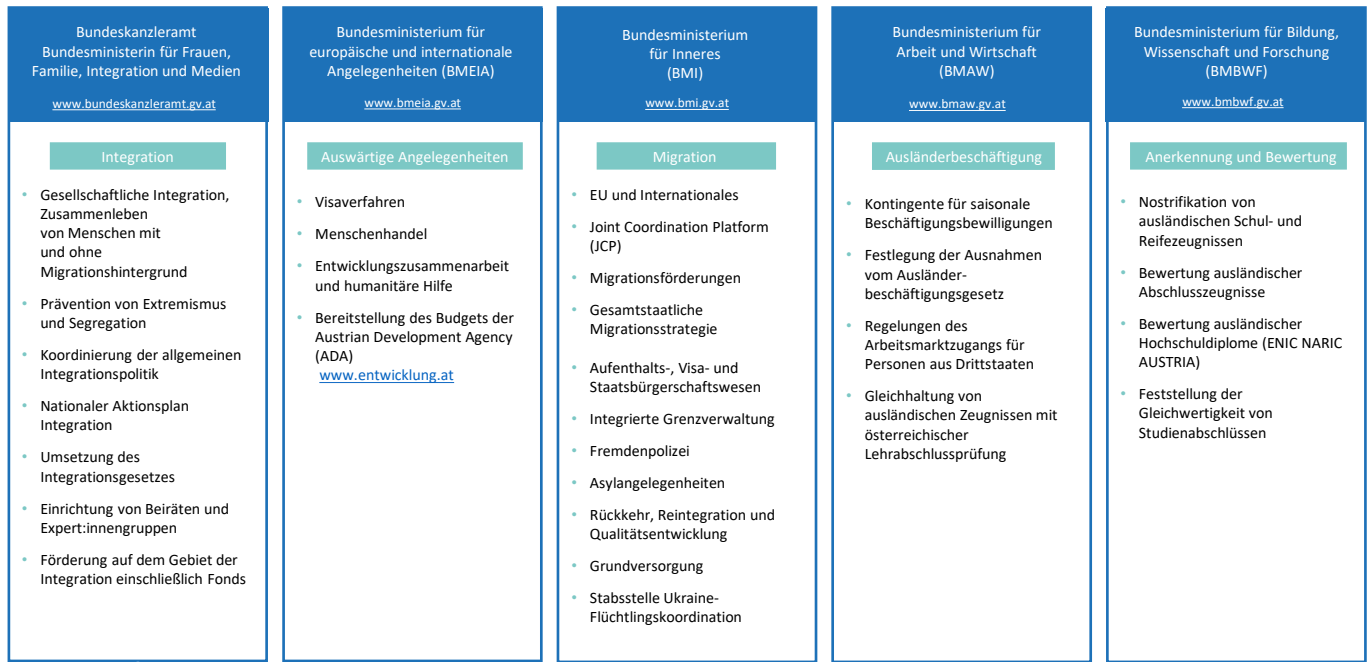 Bundeskanzleramt
Bundesministerin für Frauen,
Familie, Integration und Medien
www.bundeskanzleramt.gv.at
Integration
• Gesellschaftliche Integration,
Zusammenleben
von Menschen mit
und ohne
Migrationshintergrund
• Prävention von Extremismus
und Segregation
• Koordinierung der allgemeinen
Integrationspolitik
• Nationaler Aktionsplan
Integration
• Umsetzung des
Integrationsgesetzes
• Einrichtung von Beiräten und
Expert:innengruppen
• Förderung auf dem Gebiet der
Integration einschließlich Fonds
Bundesministerium für
europäische und internationale
Angelegenheiten (BMEIA)
www.bmeia.gv.at
Auswärtige Angelegenheiten
• Visaverfahren
• Menschenhandel
• Entwicklungszusammenarbeit
und humanitäre Hilfe
• Bereitstellung des Budgets der
Austrian Development Agency
(ADA)
www.entwicklung.at
Bundesministerium
für Inneres
(BMI)
www.bmi.gv.at
Migration
• EU und Internationales
• Joint Coordination Platform
(JCP)
• Migrationsförderungen
• Gesamtstaatliche
Migrationsstrategie
• Aufenthalts-, Visa- und
Staatsbürgerschaftswesen
• Integrierte Grenzverwaltung
• Fremdenpolizei
• Asylangelegenheiten
• Rückkehr, Reintegration und
Qualitätsentwicklung
• Grundversorgung
• Stabsstelle Ukraine-
Flüchtlingskoordination
Bundesministerium für
Arbeit und Wirtschaft
(BMAW)
www.bmaw.gv.at
Ausländerbeschäftigung
• Kontingente für saisonale
Beschäftigungsbewilligungen
• Festlegung der Ausnahmen
vom Ausländer-
beschäftigungsgesetz
• Regelungen des
Arbeitsmarktzugangs für
Personen aus Drittstaaten
• Gleichhaltung von
ausländischen Zeugnissen mit
österreichischer
Lehrabschlussprüfung
Bundesministerium für Bildung,
Wissenschaft und Forschung
(BMBWF)
www.bmbwf.gv.at
Anerkennung und Bewertung
• Nostrifikation von
ausländischen Schul- und
Reifezeugnissen
• Bewertung ausländischer
Abschlusszeugnisse
• Bewertung ausländischer
Hochschuldiplome (ENIC NARIC
AUSTRIA)
• Feststellung der
Gleichwertigkeit von
Studienabschlüssen